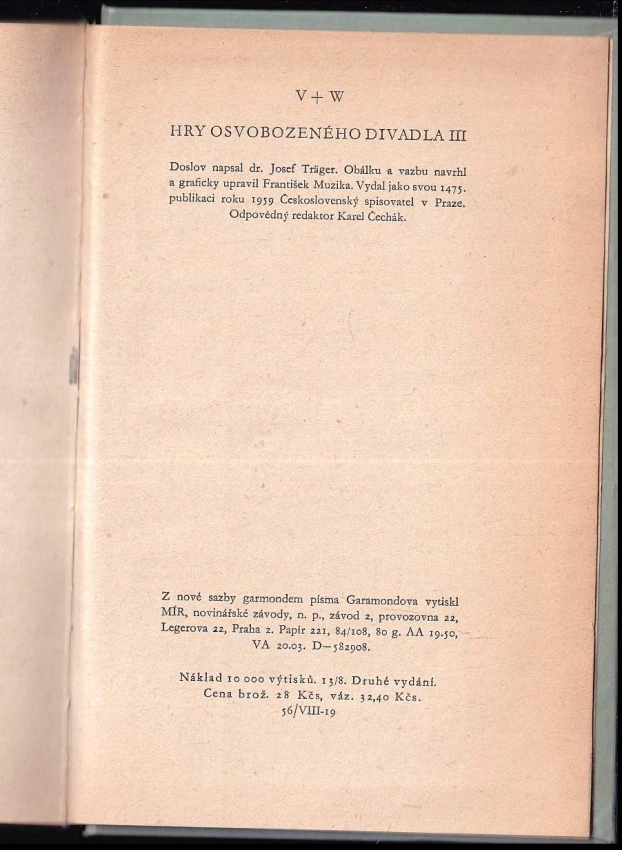 V + W
HRY OSVOBOZENÉHO DIVADLA III
Doslov napsal dr. Josef Träger. Obálku a vazbu navrhl
a graficky upravil František Muzika. Vydal jako svou 1475.
publikaci roku 1959 Československý spisovatel v Praze.
Odpovědný redaktor Karel Čechák.
Z nové sazby garmondem písma Garamondova vytiskl
MÍR, novinářské závody, n. p., závod 2, provozovna 22,
Legerova 22, Praha 2. Papír 221, 84/108, 80 g. AA 19.50,
VA 20.03. D—582908.
Náklad 10 000 výtisků. 13/8. Druhé vydání.
Cena brož. 28 Kčs, váz. 32,40 Kčs.
56/VIII-19